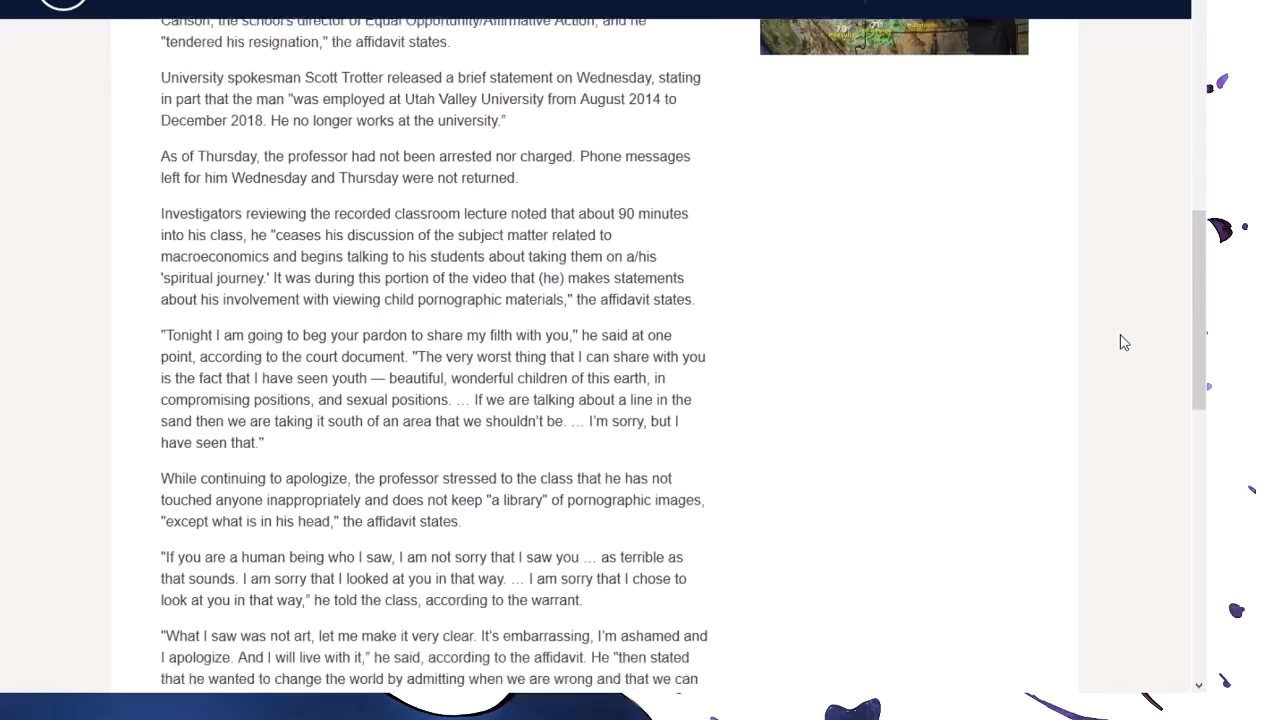 Carlson, the school's director of Equal Opportunity/Affirmative Action, and he
"tendered his resignation," the affidavit states.
University spokesman Scott Trotter released a brief statement on Wednesday, stating
in part that the man "was employed at Utah Valley University from August 2014 to
December 2018. He no longer works at the university."
As of Thursday, the professor had not been arrested nor charged. Phone messages
left for him Wednesday and Thursday were not returned.
Investigators reviewing the recorded classroom lecture noted that about 90 minutes
into his class, he "ceases his discussion of the subject matter related to
macroeconomics and begins talking to his students about taking them on a/his
'spiritual journey.' It was during this portion of the video that (he) makes statements
about his involvement with viewing child pornographic materials," the affidavit states.
"Tonight I am going to beg your pardon to share my filth with you," he said at one
point, according to the court document. "The very worst thing that I can share with you
is the fact that I have seen youth — beautiful, wonderful children of this earth, in
compromising positions, and sexual positions. … If we are talking about a line in the
sand then we are taking it south of an area that we shouldn't be. … I'm sorry, but I
have seen that."
While continuing to apologize, the professor stressed to the class that he has not
touched anyone inappropriately and does not keep "a library" of pornographic images,
"except what is in his head," the affidavit states.
"If you are a human being who I saw, I am not sorry that I saw you … as terrible as
that sounds. I am sorry that I looked at you in that way. … I am sorry that I chose to
look at you in that way," he told the class, according to the warrant.
"What I saw was not art, let me make it very clear. It's embarrassing, I'm ashamed and
I apologize. And I will live with it," he said, according to the affidavit. He "then stated
that he wanted to change the world by admitting when we are wrong and that we can